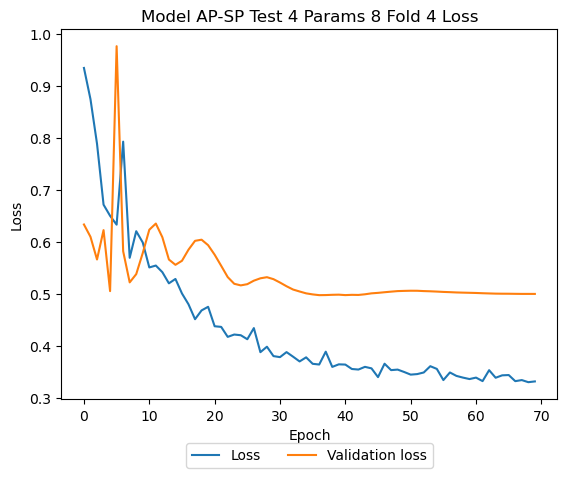 Model AP-SP Test 4 Params 8 Fold 4 Loss
1.0
0.9
0.8
0.7
0.6
0.5
0.4
0.3
Loss
0 10 20 30 40 50 60 70
Epoch
Loss Validation loss